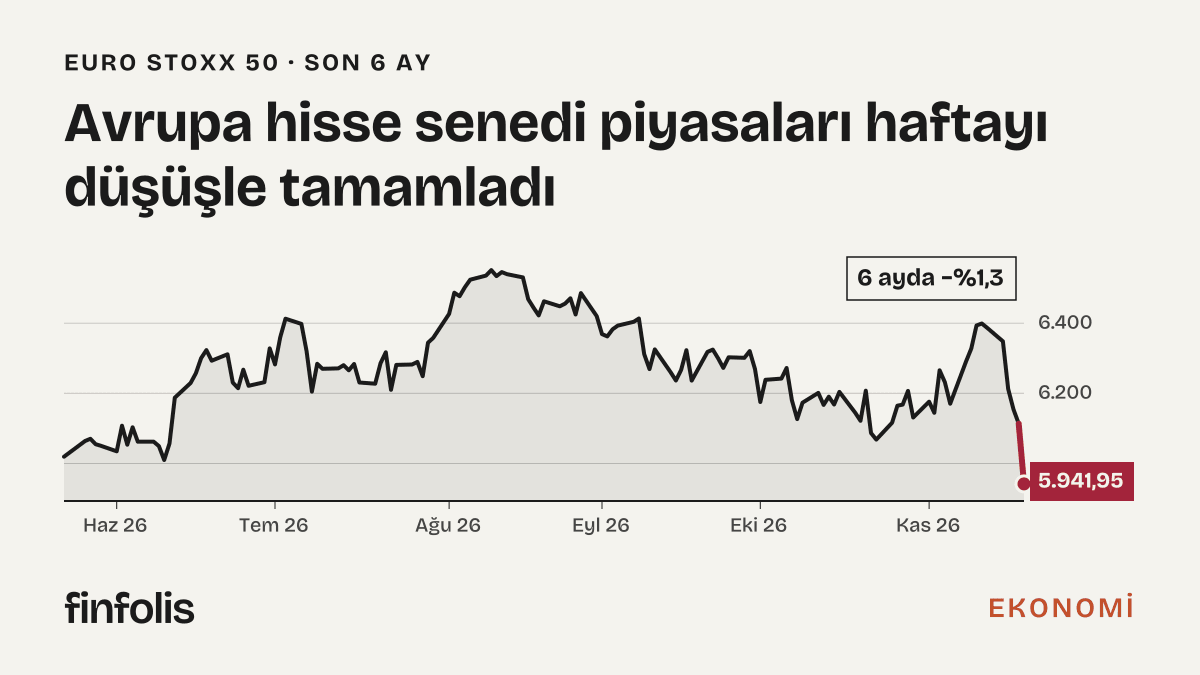 EURO STOXX 50 · SON 6 AY
Avrupa hisse senedi piyasaları haftayı
düşüşle tamamladı
6 ayda −%1,3
6.400
6.200
5.941,95
Haz 26 Tem 26 Ağu 26 Eyl 26 Eki 26 Kas 26
finfolis
EKONOMİ